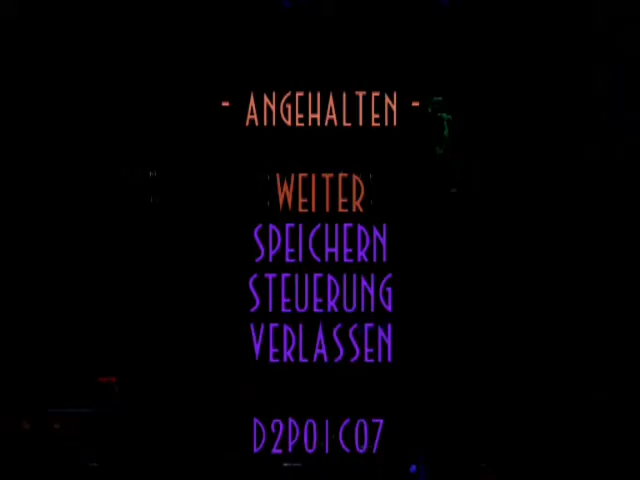 - ANGEHALTEN -
WEITER
SPEICHERN
STEUERUNG
VERLASSEN
D2P01C07